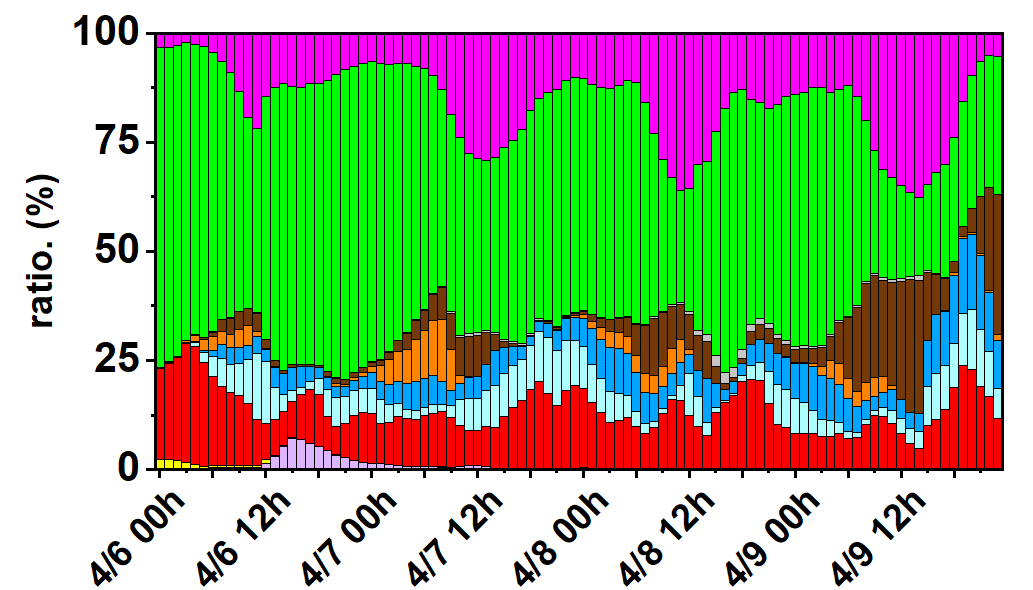 100
75
50
25
0
ratio. (%)
4/6 00h
4/6 12h
4/7 00h
4/7 12h
4/8 00h
4/8 12h
4/9 00h
4/9 12h